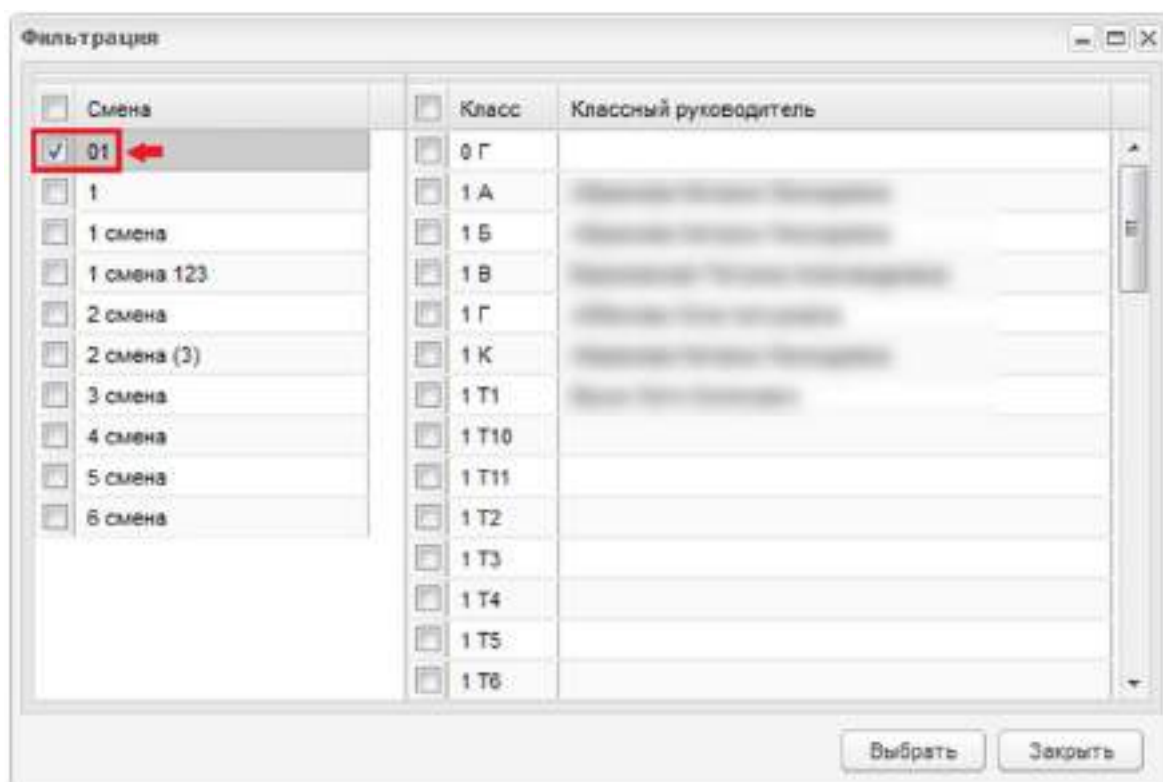 Фильтрация
Смена
01
1
1 смена
1 смена 123
2 смена
2 смена (3)
3 смена
4 смена
5 смена
6 смена
Класс Классный руководитель
0 Г
1 А
1 Б
1 В
1 Г
1 К
1 Т1
1 Т10
1 Т11
1 Т2
1 Т3
1 Т4
1 Т5
1 Т6
Выбрать Закрыть